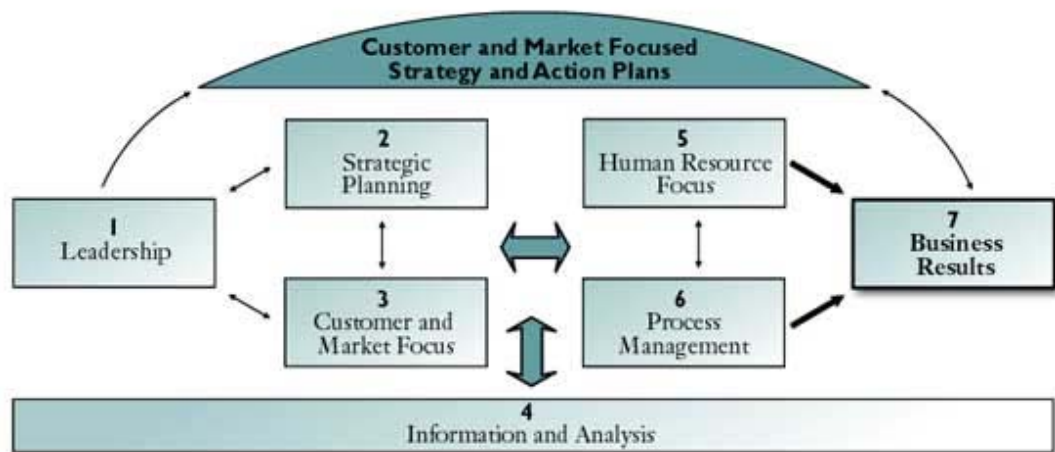 Customer and Market Focused
Strategy and Action Plans
2
Strategic
Planning
5
Human Resource
Focus
1
Leadership
7
Business
Results
3
Customer and
Market Focus
6
Process
Management
4
Information and Analysis